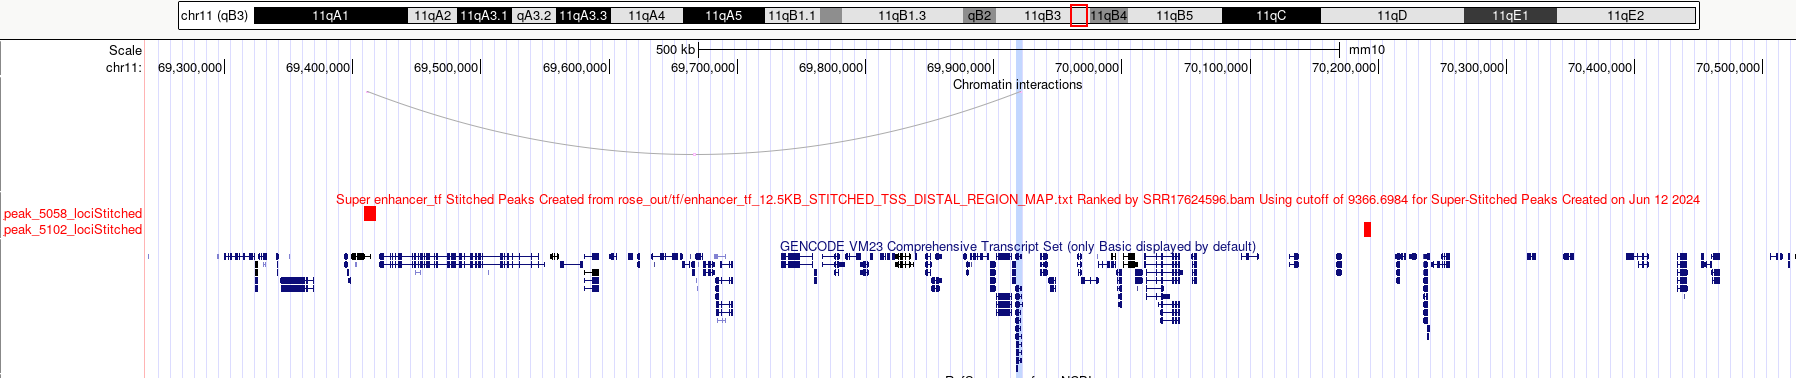 chr11 (qB3) 11qA1 11qA2 11qA3.1 qA3.2 11qA3.3 11qA4 11qA5 11qB1.1 11qB1.3 qB2 11qB3 11qB4 11qB5 11qC 11qD 11qE1 11qE2
Scale 500 kb mm10
chr11: 69,300,000 69,400,000 69,500,000 69,600,000 69,700,000 69,800,000 69,900,000 70,000,000 70,100,000 70,200,000 70,300,000 70,400,000 70,500,000
Chromatin interactions
Super enhancer_tf Stitched Peaks Created from rose_out/tf/enhancer_tf_12.5KB_STITCHED_TSS_DISTAL_REGION_MAP.txt Ranked by SRR17624596.bam Using cutoff of 9366.6984 for Super-Stitched Peaks Created on Jun 12 2024
peak_5058_lociStitched
peak_5102_lociStitched
GENCODE VM23 Comprehensive Transcript Set (only Basic displayed by default)